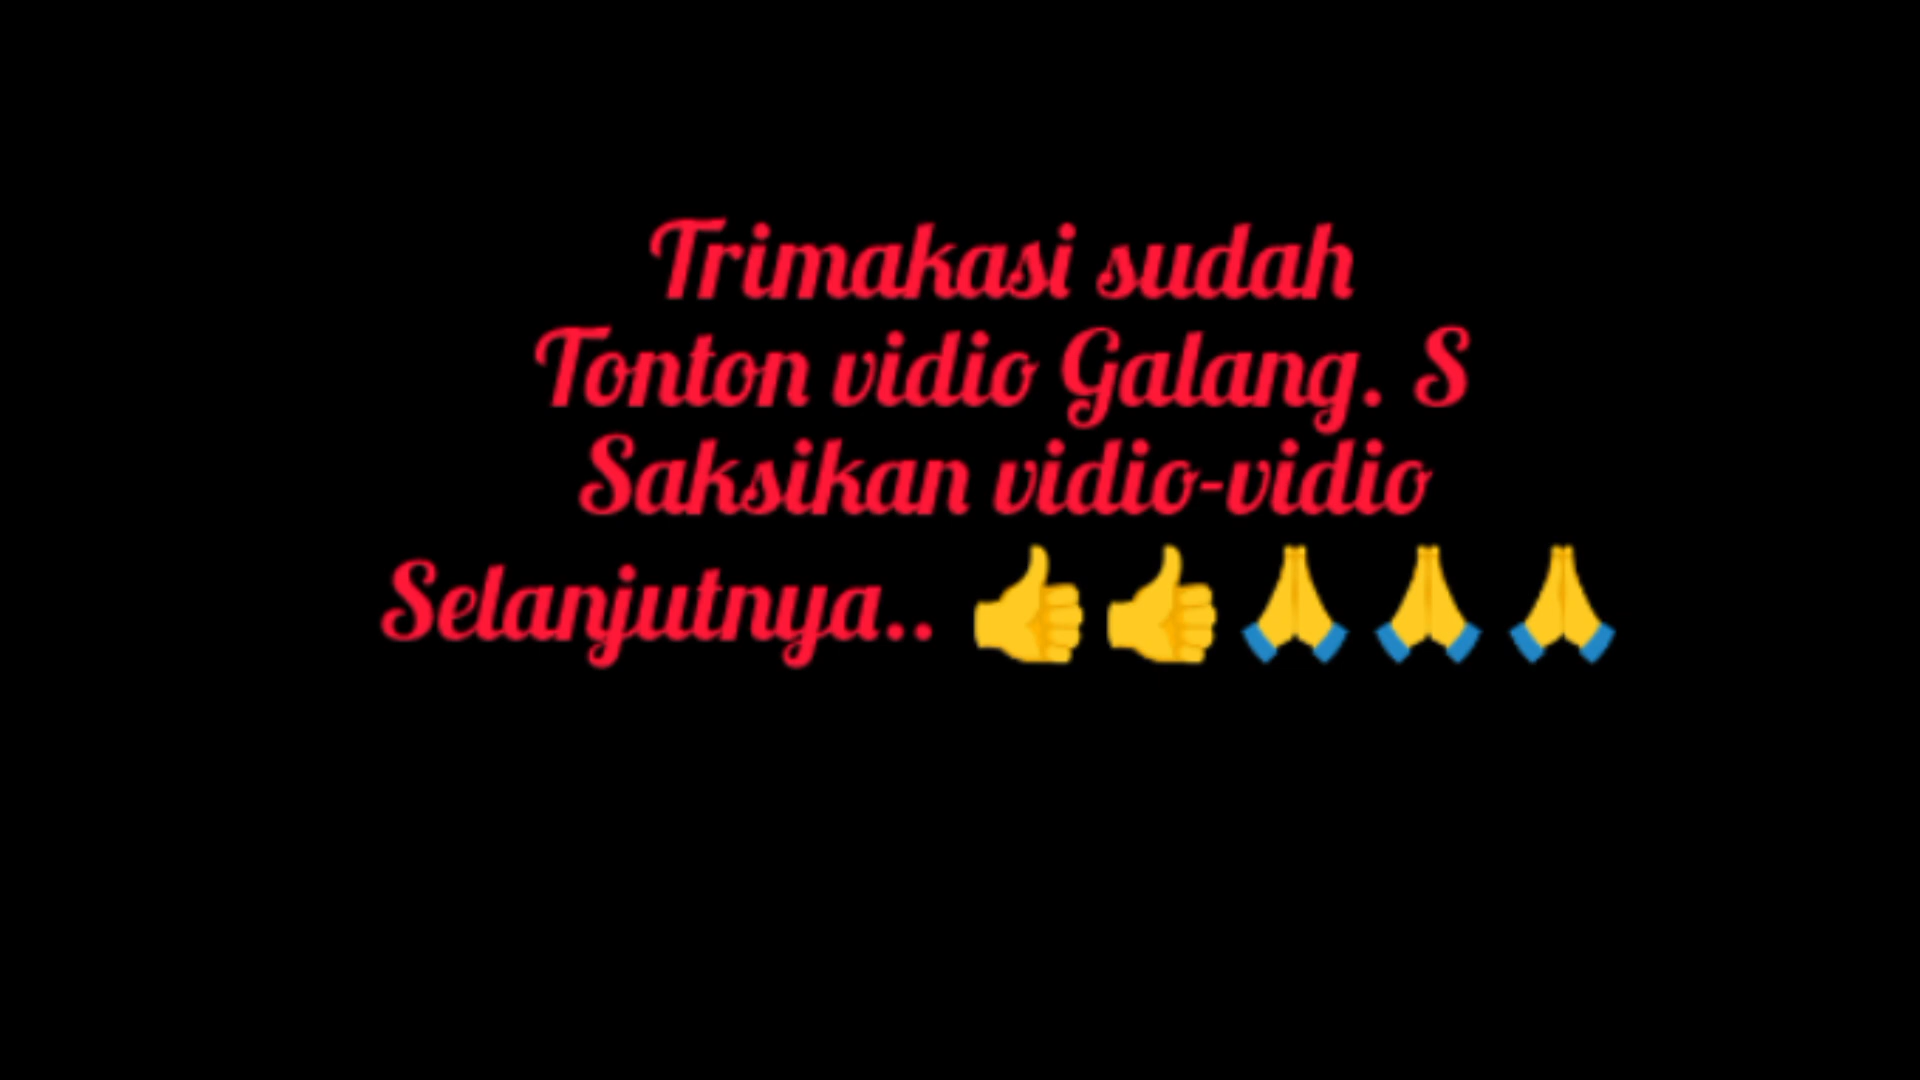 Trimakasi sudah
Tonton vidio Galang. S
Saksikan vidio-vidio
Selanjutnya.. 👍👍🙏🙏🙏